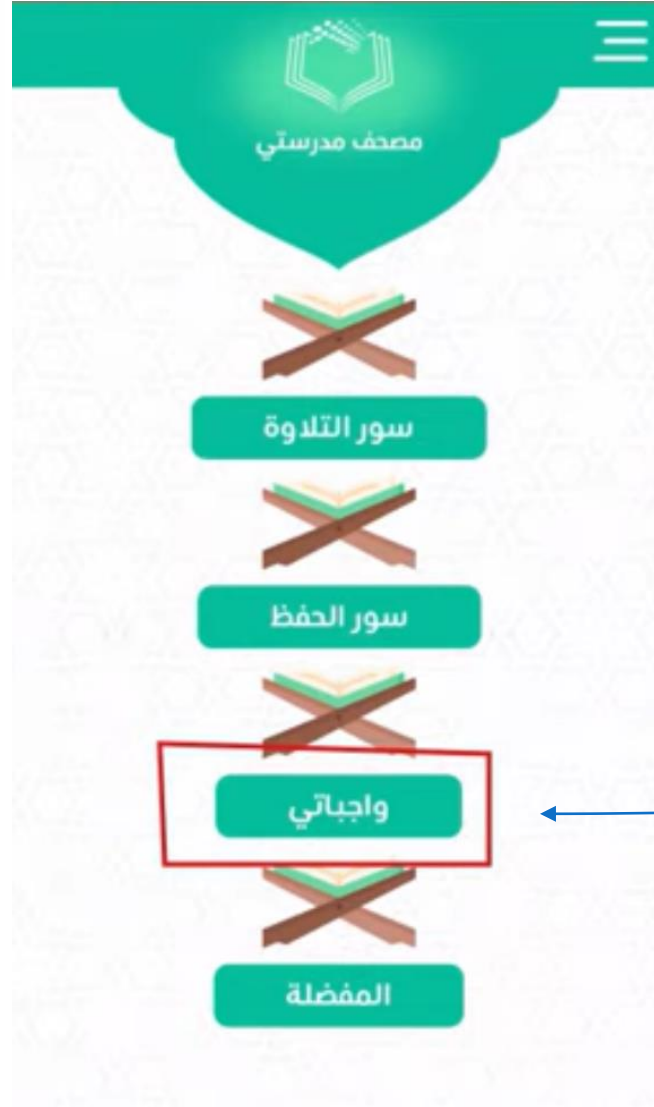 مصحف مدرستي
سور التلاوة
سور الحفظ
واجباتي
المفضلة